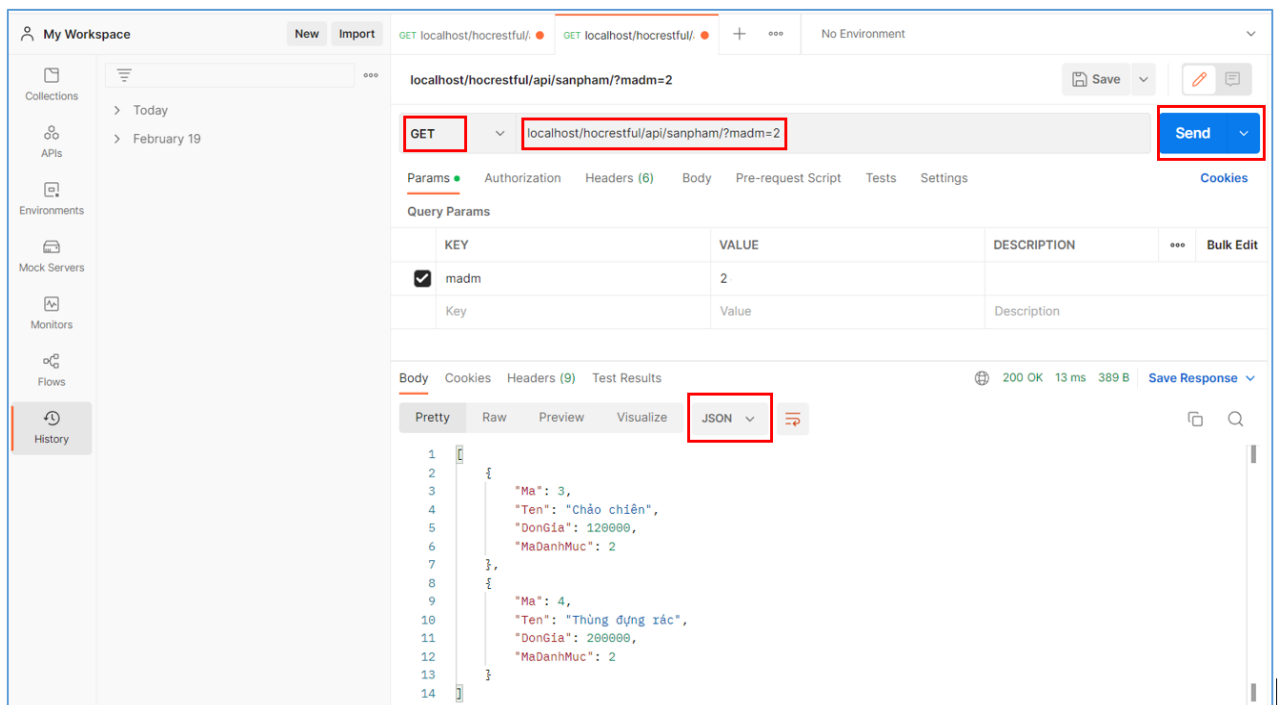 My Workspace New Import GET localhost/hocrestful/. GET localhost/hocrestful/. + ooo No Environment
Collections
APIs
Environments
Mock Servers
Monitors
Flows
History
ooo
> Today
> February 19
localhost/hocrestful/api/sanpham/?madm=2 Save
GET localhost/hocrestful/api/sanpham/?madm=2 Send
Params Authorization Headers (6) Body Pre-request Script Tests Settings Cookies
Query Params
KEY VALUE DESCRIPTION ooo Bulk Edit
madm 2
Key Value Description
Body Cookies Headers (9) Test Results 200 OK 13 ms 389 B Save Response
Pretty Raw Preview Visualize JSON
1 [
2 {
3 "Ma": 3,
4 "Ten": "Chảo chiên",
5 "DonGia": 120000,
6 "MaDanhMuc": 2
7 },
8 {
9 "Ma": 4,
10 "Ten": "Thùng đựng rác",
11 "DonGia": 200000,
12 "MaDanhMuc": 2
13 }
14 ]